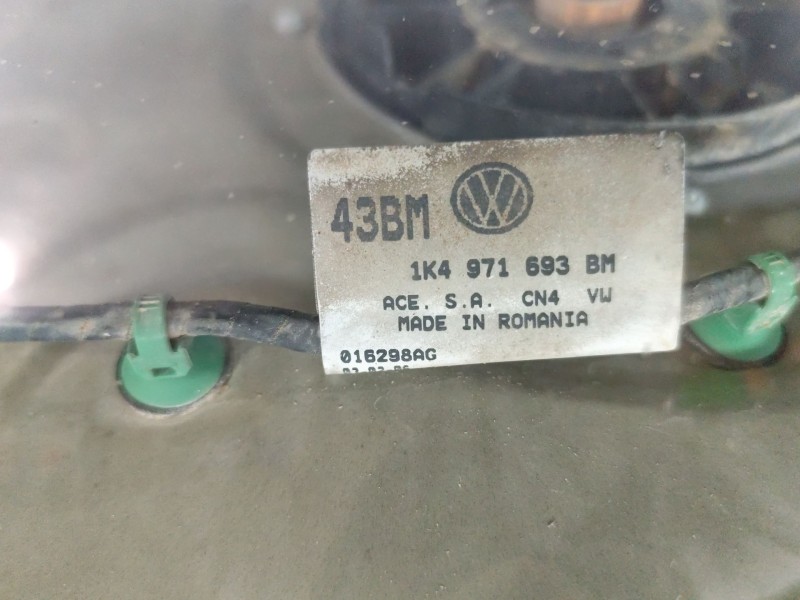 43BM
1K4 971 693 BM
ACE. S.A. CN4 VW
MADE IN ROMANIA
016298AG